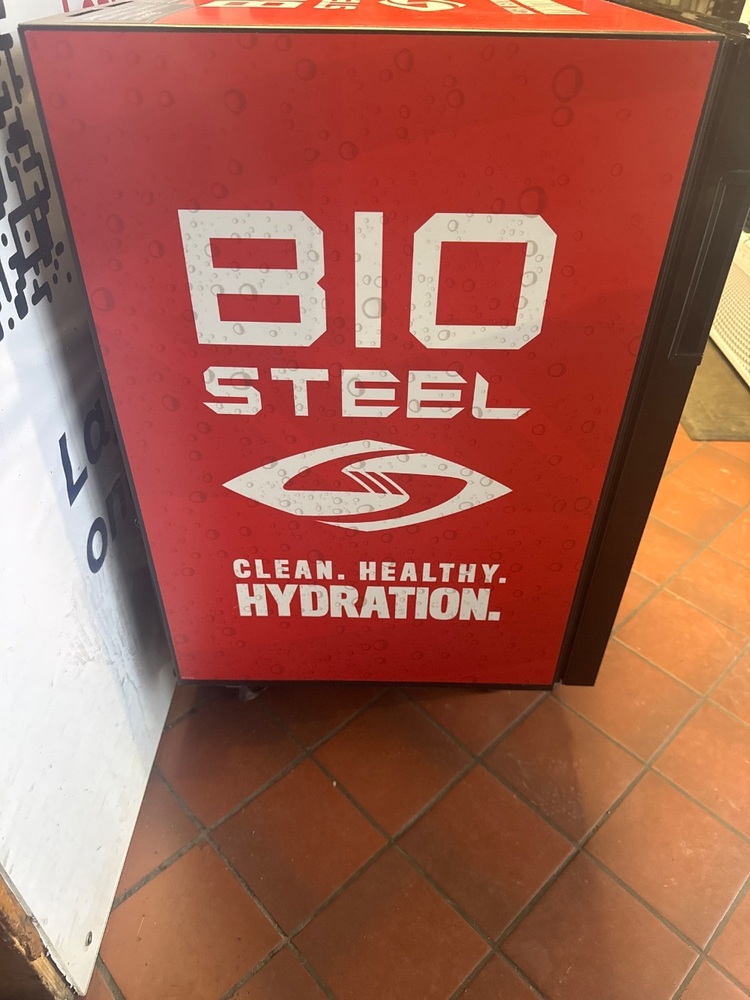 BIO
STEEL
CLEAN. HEALTHY.
HYDRATION.